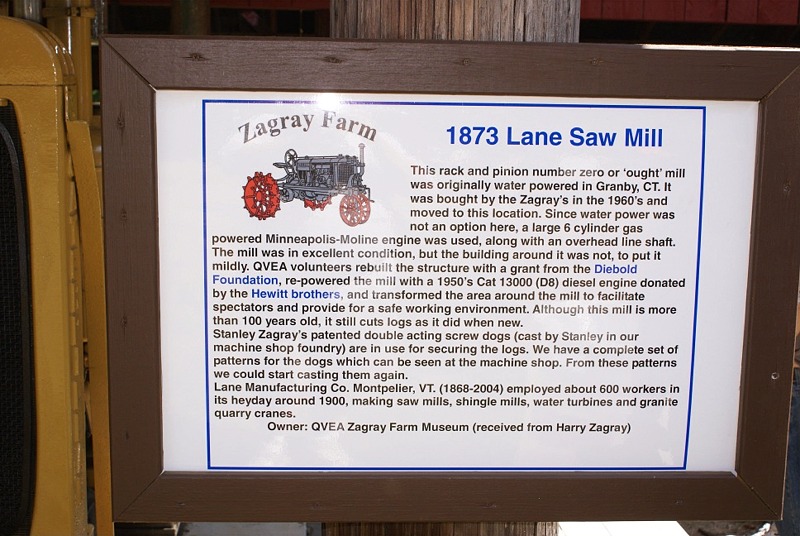 Zagray Farm
1873 Lane Saw Mill
This rack and pinion number zero or ‘ought’ mill
was originally water powered in Granby, CT. It
was bought by the Zagray's in the 1960's and
moved to this location. Since water power was
not an option here, a large 6 cylinder gas
powered Minneapolis-Moline engine was used, along with an overhead line shaft.
The mill was in excellent condition, but the building around it was not, to put it
mildly. QVEA volunteers rebuilt the structure with a grant from the Diebold
Foundation, re-powered the mill with a 1950's Cat 13000 (D8) diesel engine donated
by the Hewitt brothers, and transformed the area around the mill to facilitate
spectators and provide for a safe working environment. Although this mill is more
than 100 years old, it still cuts logs as it did when new.
Stanley Zagray's patented double acting screw dogs (cast by Stanley in our
machine shop foundry) are in use for securing the logs. We have a complete set of
patterns for the dogs which can be seen at the machine shop. From these patterns
we could start casting them again.
Lane Manufacturing Co. Montpelier, VT. (1868-2004) employed about 600 workers in
its heyday around 1900, making saw mills, shingle mills, water turbines and granite
quarry cranes.
Owner: QVEA Zagray Farm Museum (received from Harry Zagray)